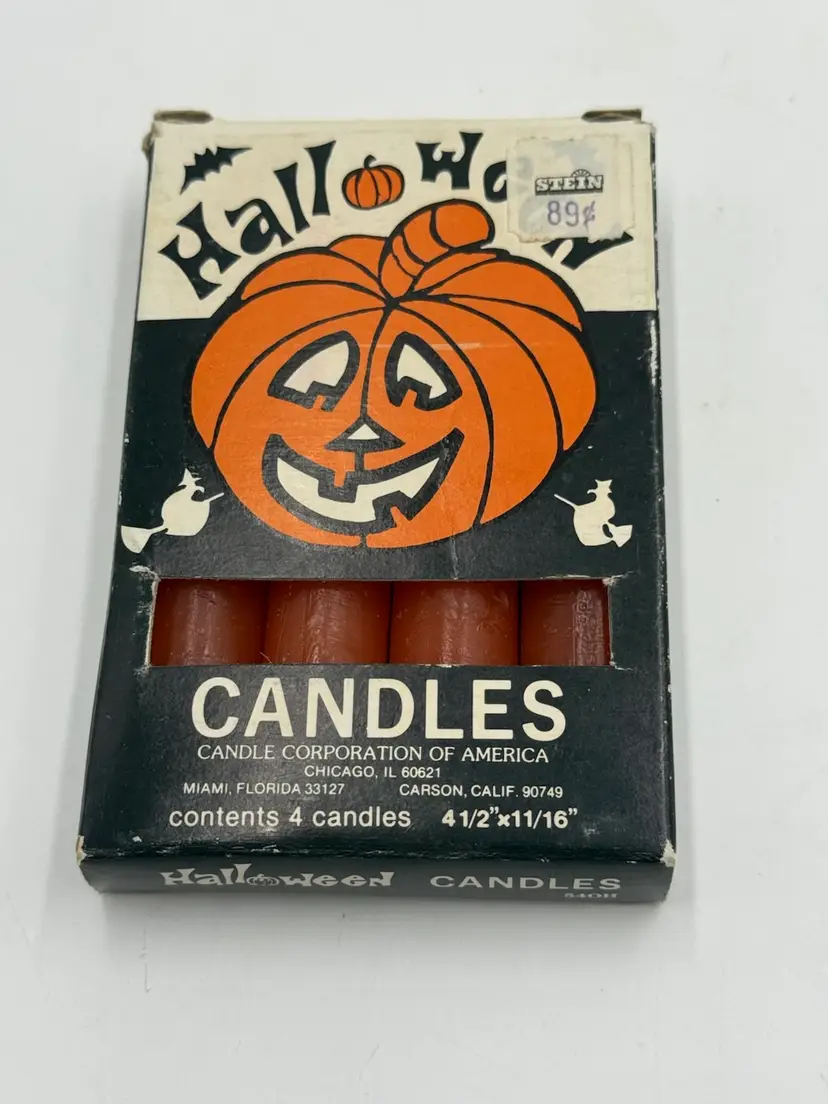 Halloween
STEIN
89¢
CANDLES
CANDLE CORPORATION OF AMERICA
CHICAGO, IL 60621
MIAMI, FLORIDA 33127 CARSON, CALIF. 90749
contents 4 candles 4 1/2"x11/16"
Halloween CANDLES